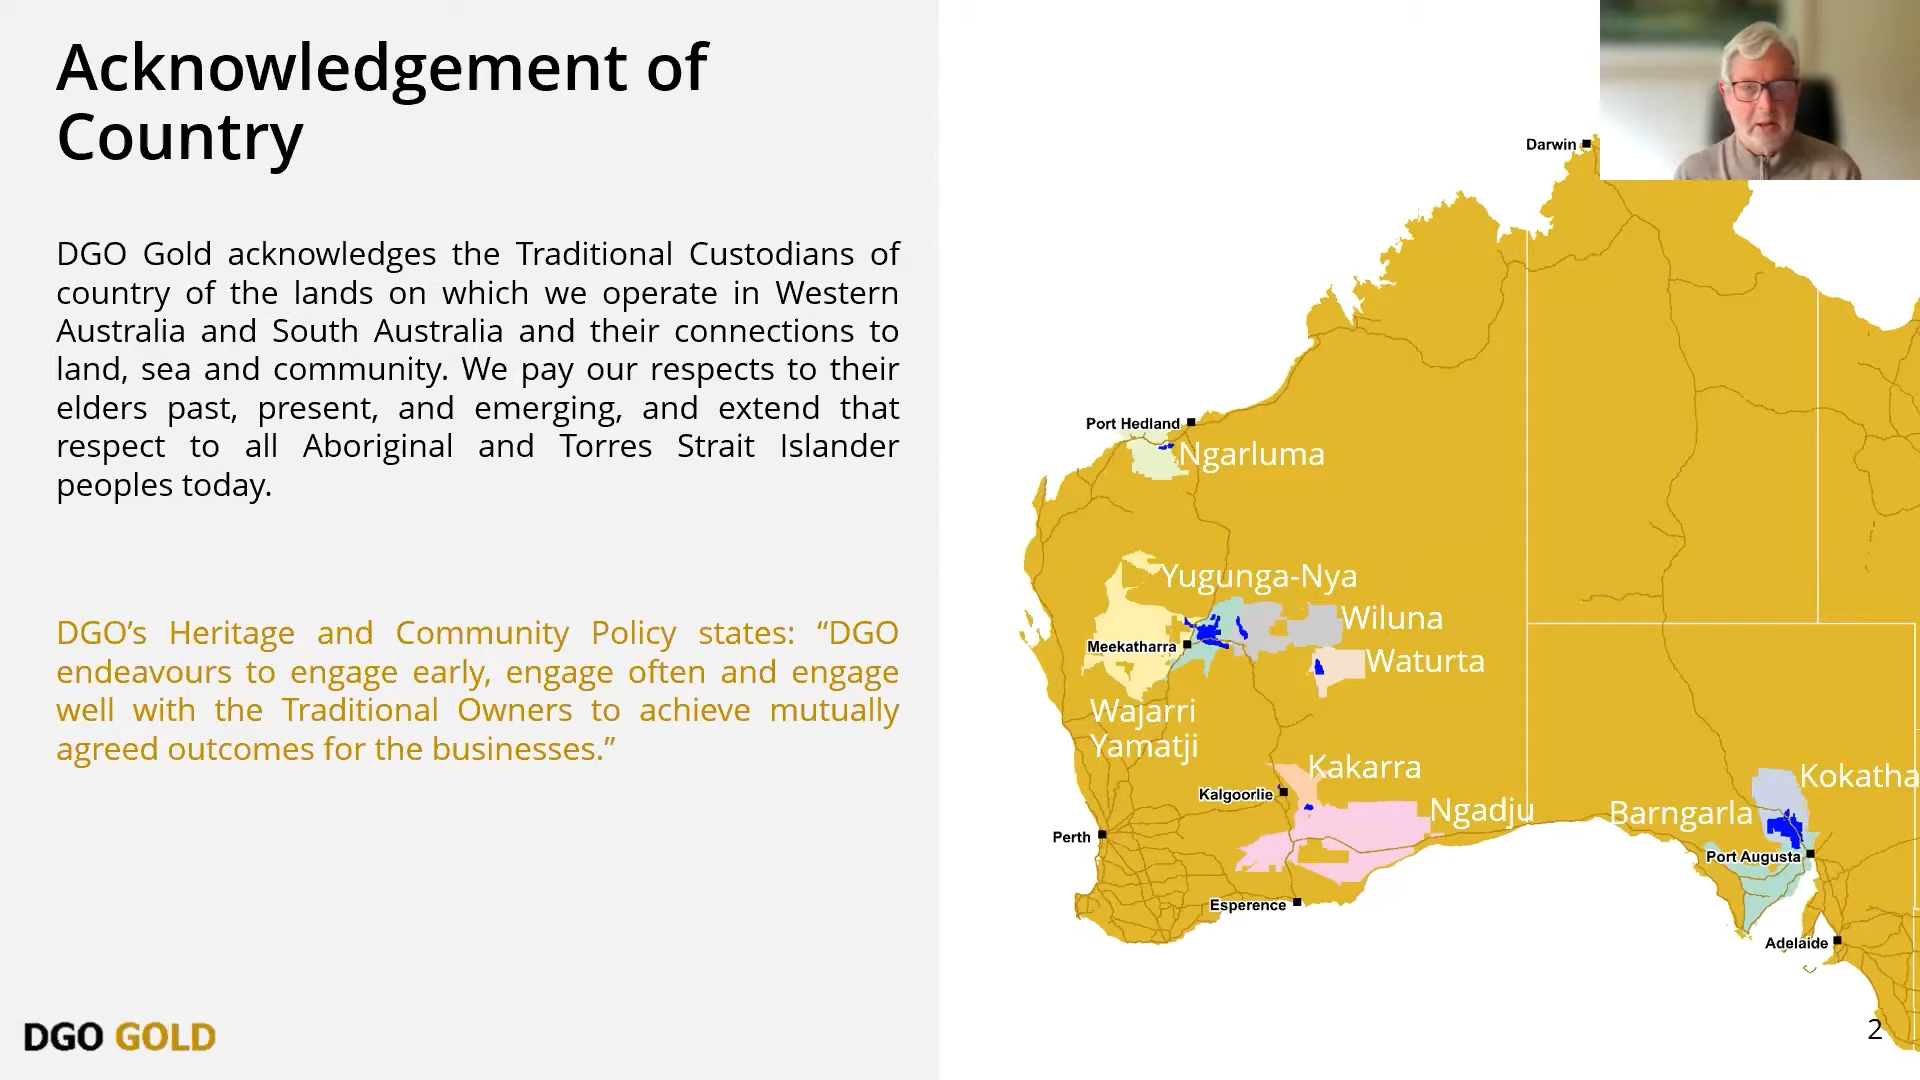 Acknowledgement of
Country
DGO Gold acknowledges the Traditional Custodians of
country of the lands on which we operate in Western
Australia and South Australia and their connections to
land, sea and community. We pay our respects to their
elders past, present, and emerging, and extend that
respect to all Aboriginal and Torres Strait Islander
peoples today.
DGO’s Heritage and Community Policy states: “DGO
endeavours to engage early, engage often and engage
well with the Traditional Owners to achieve mutually
agreed outcomes for the businesses.”
DGO GOLD
Darwin
Port Hedland
Ngarluma
Yugunga-Nya
Wiluna
Meekatharra
Waturta
Wajarri
Yamatji
Kakarra
Kalgoorlie
Ngadju
Perth
Esperence
Kokatha
Barngarla
Port Augusta
Adelaide
2